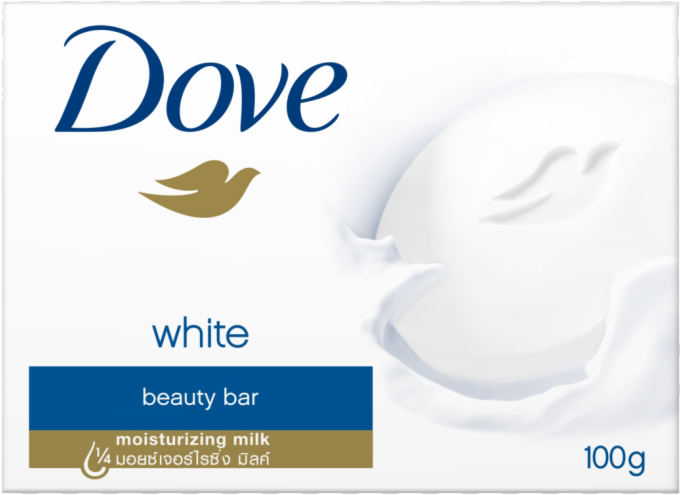 Dove
white
beauty bar
moisturizing milk
¼ มอยซ์เจอร์ไรซิ่ง มิลค์
100g